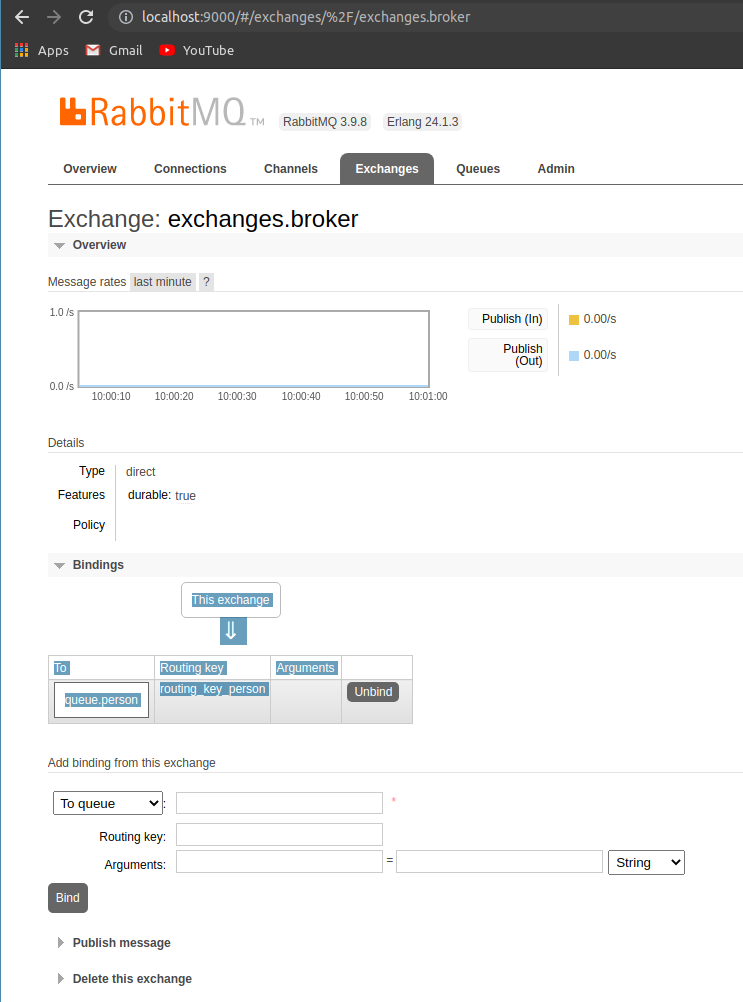 localhost:9000/#/exchanges/%2F/exchanges.broker
Apps Gmail YouTube
RabbitMQ TM RabbitMQ 3.9.8 Erlang 24.1.3
Overview Connections Channels Exchanges Queues Admin
Exchange: exchanges.broker
Overview
Message rates last minute ?
1.0 /s
0.0 /s
10:00:10 10:00:20 10:00:30 10:00:40 10:00:50 10:01:00
Publish (In) 0.00/s
Publish (Out) 0.00/s
Details
Type direct
Features durable: true
Policy
Bindings
This exchange
⇓
To Routing key Arguments
queue.person routing_key_person Unbind
Add binding from this exchange
To queue : *
Routing key:
Arguments: = String
Bind
Publish message
Delete this exchange